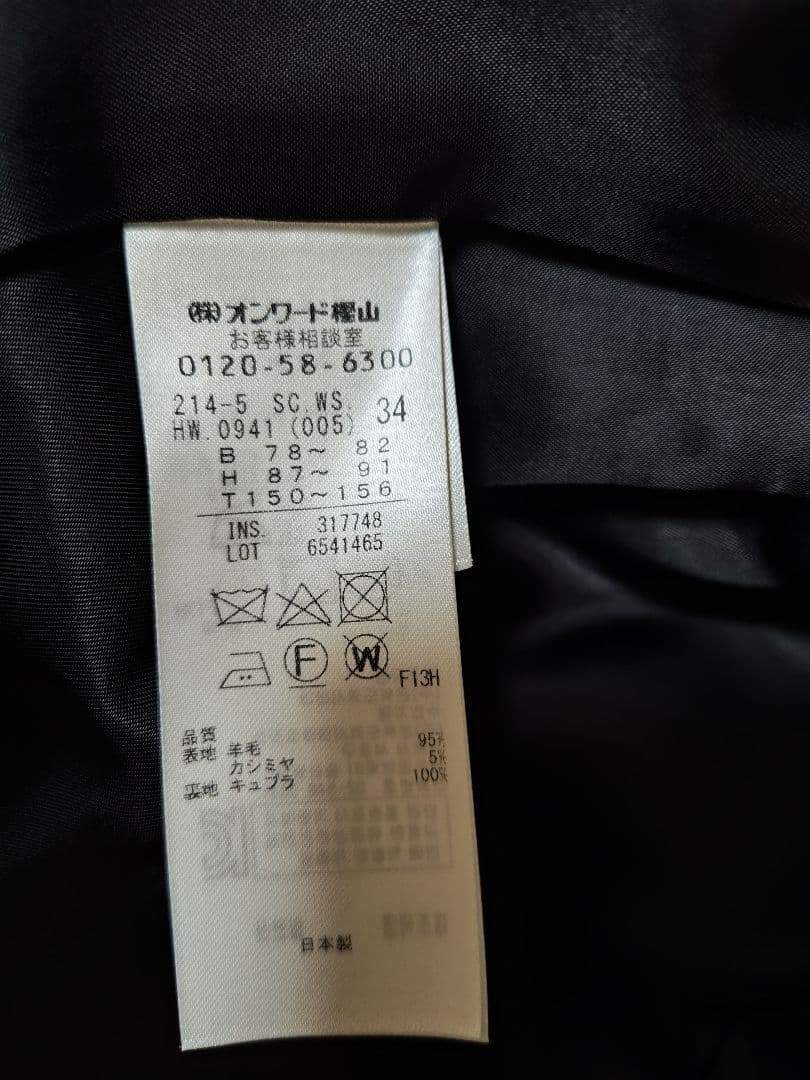 ㈱オンワード樫山
お客様相談室
0120-58-6300
214-5 SC.WS. 34
HW.0941 (005)
B 78～ 82
H 87～ 91
T150～156
INS. 317748
LOT 6541465
F
W
F13H
品質
表地 羊毛 95%
カシミヤ 5%
裏地 キュプラ 100%
日本製